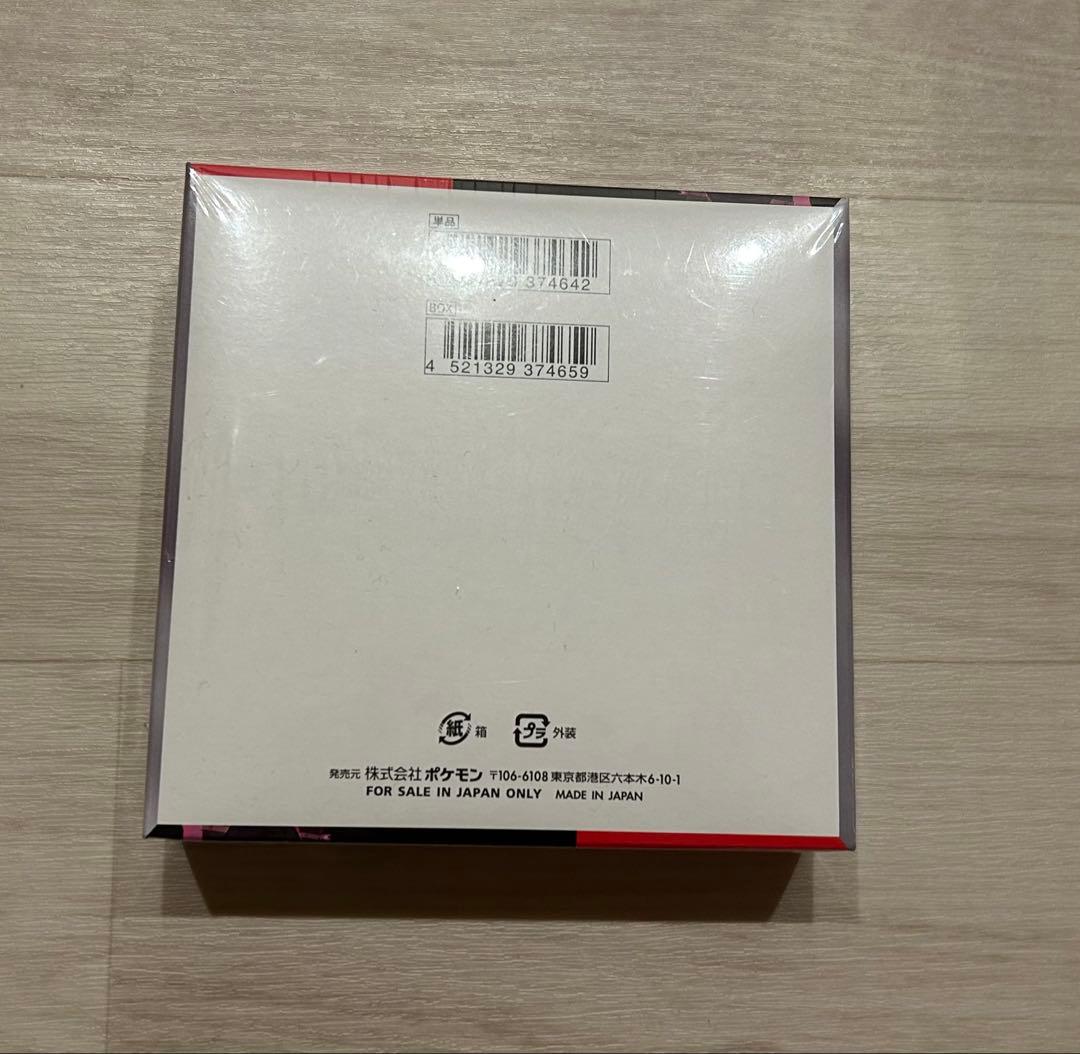 単品
374642
BOX
4 521329 374659
紙 箱 プラ 外装
発売元 株式会社 ポケモン 〒106-6108 東京都港区六本木6-10-1
FOR SALE IN JAPAN ONLY MADE IN JAPAN